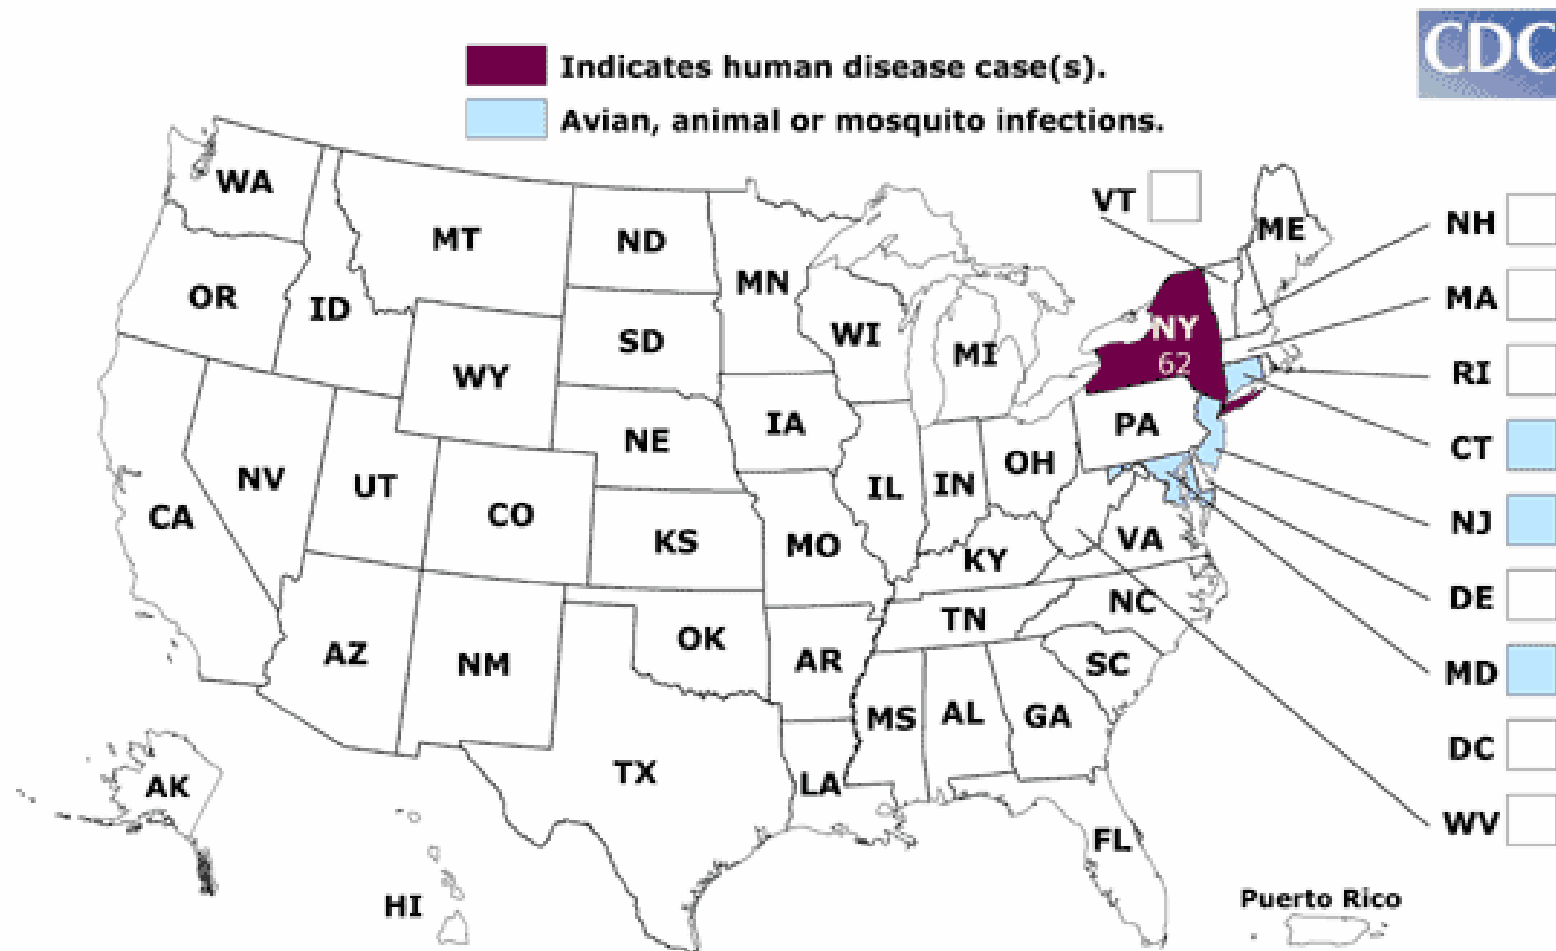 CDC
Indicates human disease case(s).
Avian, animal or mosquito infections.
WA
VT
NH
ME
MT
ND
MN
OR
ID
MA
NY
WI
SD
MI
62
WY
RI
IA
PA
NE
CT
OH
NV
UT
IL
IN
CA
CO
NJ
KS
MO
VA
KY
DE
NC
TN
OK
AZ
NM
AR
SC
MD
MS
AL
GA
DC
TX
AK
LA
WV
FL
HI
Puerto Rico